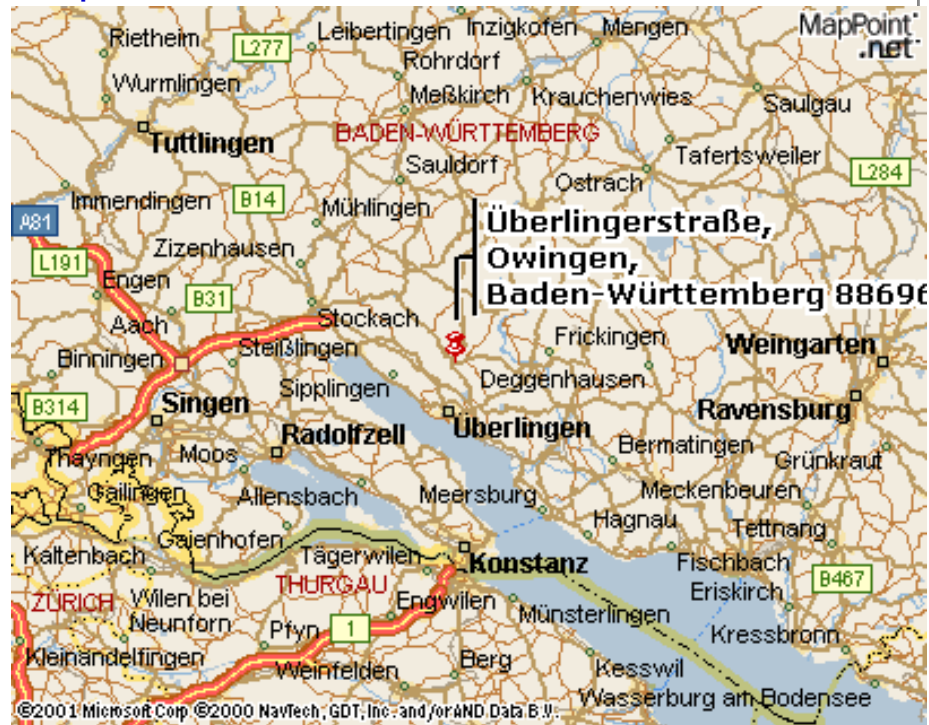 MapPoint
.net
Rietheim
L277
Leibertingen
Inzigkofen
Mengen
Rohrdorf
Wurmlingen
Meßkirch
Krauchenwies
Saulgau
Tuttlingen
BADEN-WÜRTTEMBERG
Tafertsweiler
Sauldorf
L284
Ostrach
Immendingen
B14
Mühlingen
A81
Überlingerstraße,
Owingen,
Baden-Württemberg 88696
Zizenhausen
L191
Engen
B31
Aach
Stockach
Frickingen
Weingarten
Binningen
Steißlingen
Sipplingen
Deggenhausen
B314
Singen
Ravensburg
Radolfzell
Überlingen
Bermatingen
Thayngen
Moos
Grünkraut
Gailingen
Allensbach
Meersburg
Meckenbeuren
Hagnau
Tettnang
Gaienhofen
Kaltenbach
Tägerwilen
Konstanz
Fischbach
B467
THURGAU
Eriskirch
ZÜRICH
Wilen bei
Neunforn
Engwilen
Münsterlingen
Pfyn
1
Kressbronn
Kleinandelfingen
Weinfelden
Berg
Kesswil
Wasserburg am Bodensee
©2001 Microsoft Corp ©2000 NavTech, GDT, Inc. and/or AND Data B.V.